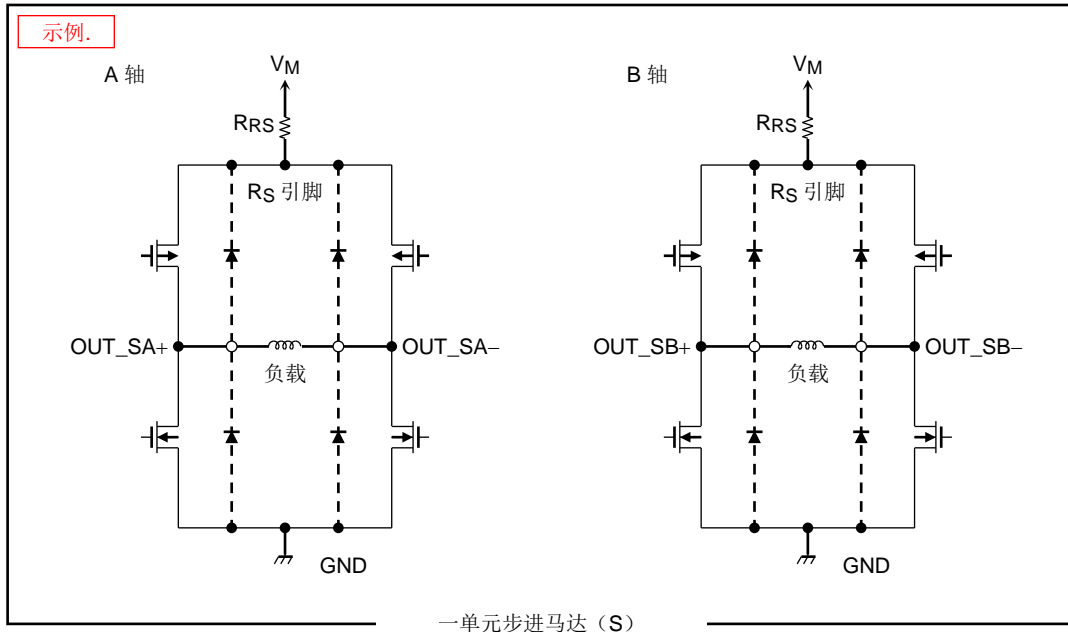 示例.
A 轴
VM
RRS
RS 引脚
OUT_SA+
OUT_SA−
负载
GND
B 轴
VM
RRS
RS 引脚
OUT_SB+
OUT_SB−
负载
GND
一单元步进马达（S）